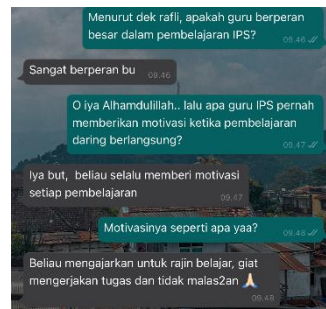 Menurut dek rafli, apakah guru berperan
besar dalam pembelajaran IPS?
09.46
Sangat berperan bu
09.46
O iya Alhamdulillah.. lalu apa guru IPS pernah
memberikan motivasi ketika pembelajaran
daring berlangsung?
09.47
Iya but, beliau selalu memberi motivasi
setiap pembelajaran
09.47
Motivasinya seperti apa yaa?
09.48
Beliau mengajarkan untuk rajin belajar, giat
mengerjakan tugas dan tidak malas2an 🙏🏻
09.48